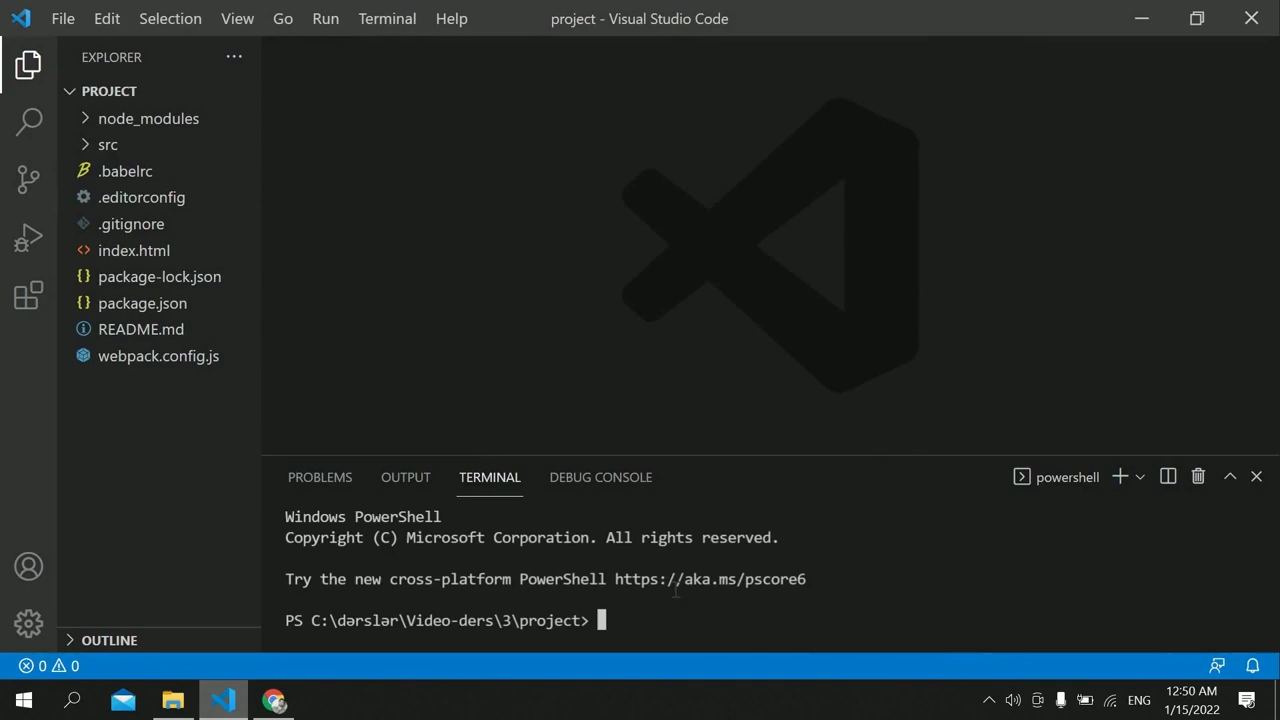 File Edit Selection View Go Run Terminal Help
project - Visual Studio Code
EXPLORER
PROJECT
node_modules
src
.babelrc
.editorconfig
.gitignore
index.html
package-lock.json
package.json
README.md
webpack.config.js
OUTLINE
PROBLEMS OUTPUT TERMINAL DEBUG CONSOLE
powershell
Windows PowerShell
Copyright (C) Microsoft Corporation. All rights reserved.
Try the new cross-platform PowerShell https://aka.ms/pscore6
PS C:\dərslər\Video-ders\3\project>
0 0
ENG
12:50 AM
1/15/2022